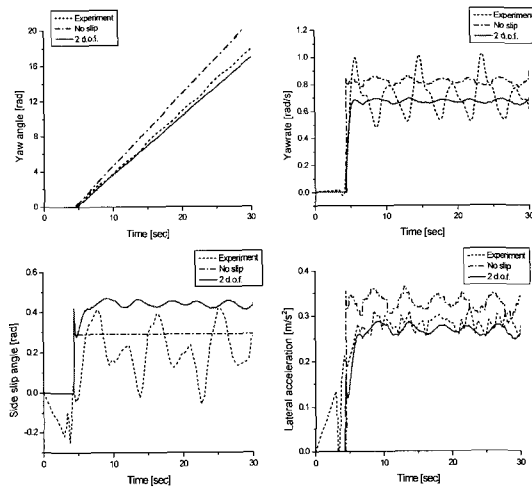 Experiment
No slip
2 d.o.f.
20
16
12
8
4
0
Yaw angle [rad]
0
10
20
30
Time [sec]
Experiment
No slip
2 d.o.f.
1.2
1.0
0.8
0.6
0.4
0.2
0.0
Yawrate [rad/s]
0
10
20
30
Time [sec]
Experiment
No slip
2 d.o.f.
0.6
0.4
0.2
0.0
-0.2
Side slip angle [rad]
0
10
20
30
Time [sec]
Experiment
No slip
2 d.o.f.
0.4
0.3
0.2
0.1
0.0
Lateral acceleration [m/s²]
0
10
20
30
Time [sec]